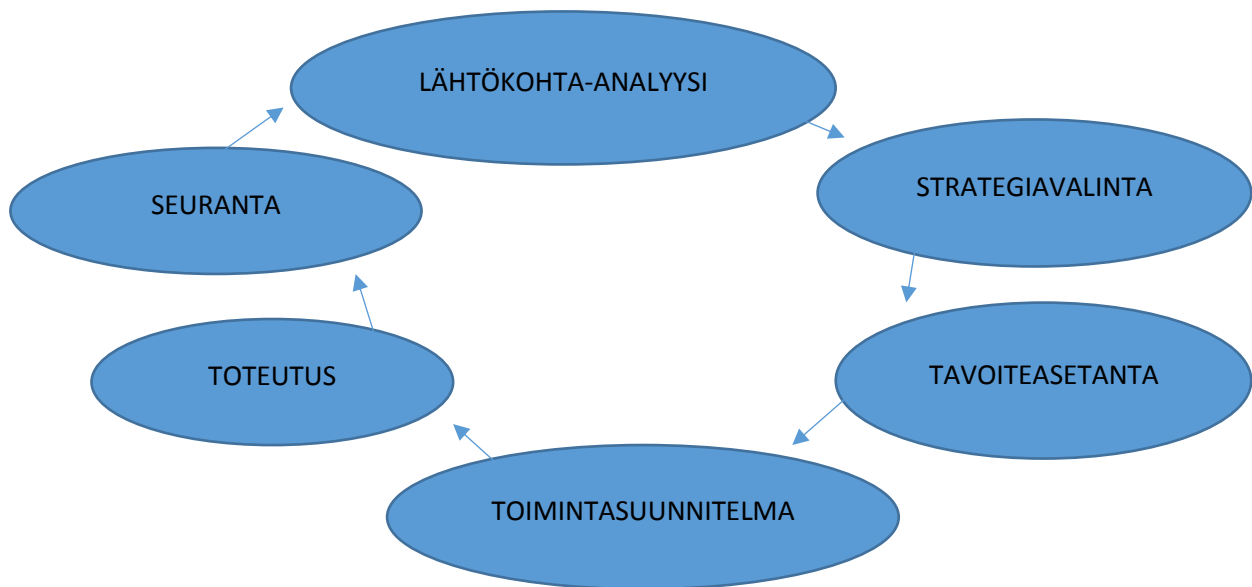 LÄHTÖKOHTA-ANALYYSI
STRATEGIAVALINTA
TAVOITEASETANTA
TOIMINTASUUNNITELMA
TOTEUTUS
SEURANTA